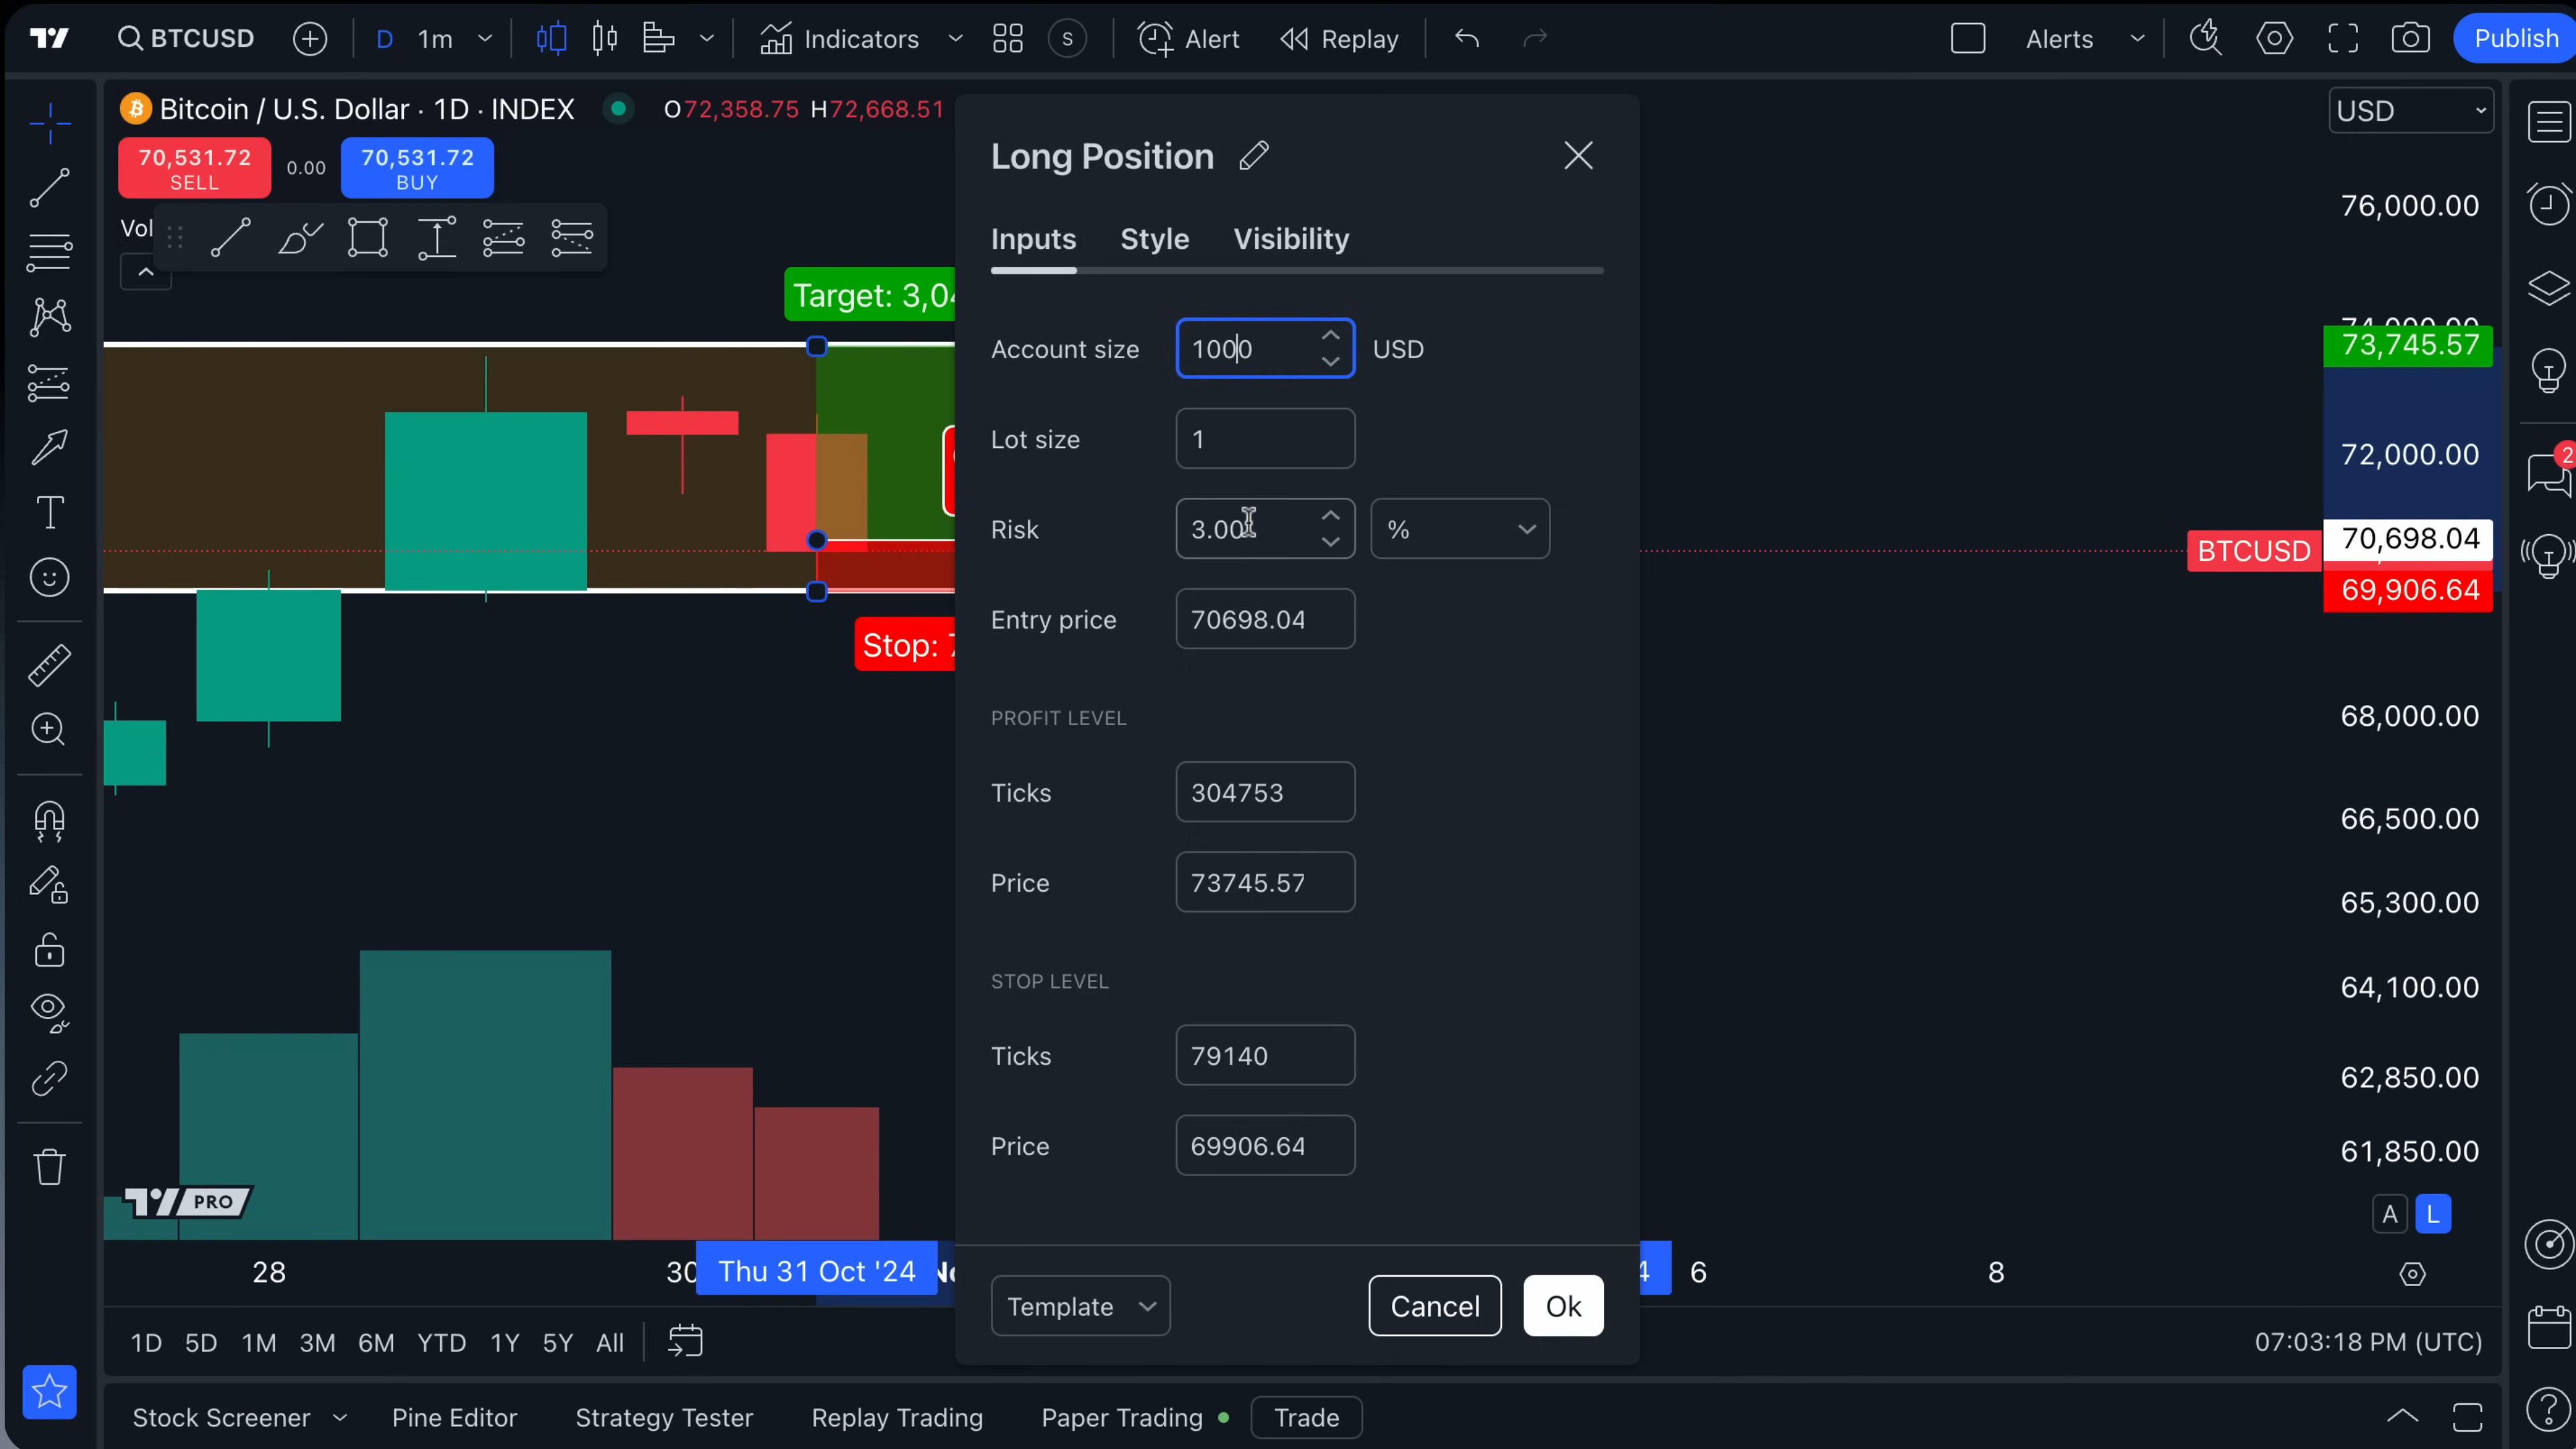 BTCUSD
D
1m
Indicators
S
Alert
Replay
Alerts
Publish
Bitcoin / U.S. Dollar · 1D · INDEX
O72,358.75 H72,668.51
70,531.72
SELL
0.00
70,531.72
BUY
Vol
USD
Long Position
Inputs
Style
Visibility
Target: 3,04
Stop: 7
Account size
1000
USD
Lot size
1
Risk
3.00
%
Entry price
70698.04
PROFIT LEVEL
Ticks
304753
Price
73745.57
STOP LEVEL
Ticks
79140
Price
69906.64
Template
Cancel
Ok
76,000.00
74,000.00
73,745.57
72,000.00
BTCUSD
70,698.04
69,906.64
68,000.00
66,500.00
65,300.00
64,100.00
62,850.00
61,850.00
A
L
2
PRO
28
30
Thu 31 Oct '24
No
4
6
8
1D
5D
1M
3M
6M
YTD
1Y
5Y
All
07:03:18 PM (UTC)
Stock Screener
Pine Editor
Strategy Tester
Replay Trading
Paper Trading
Trade